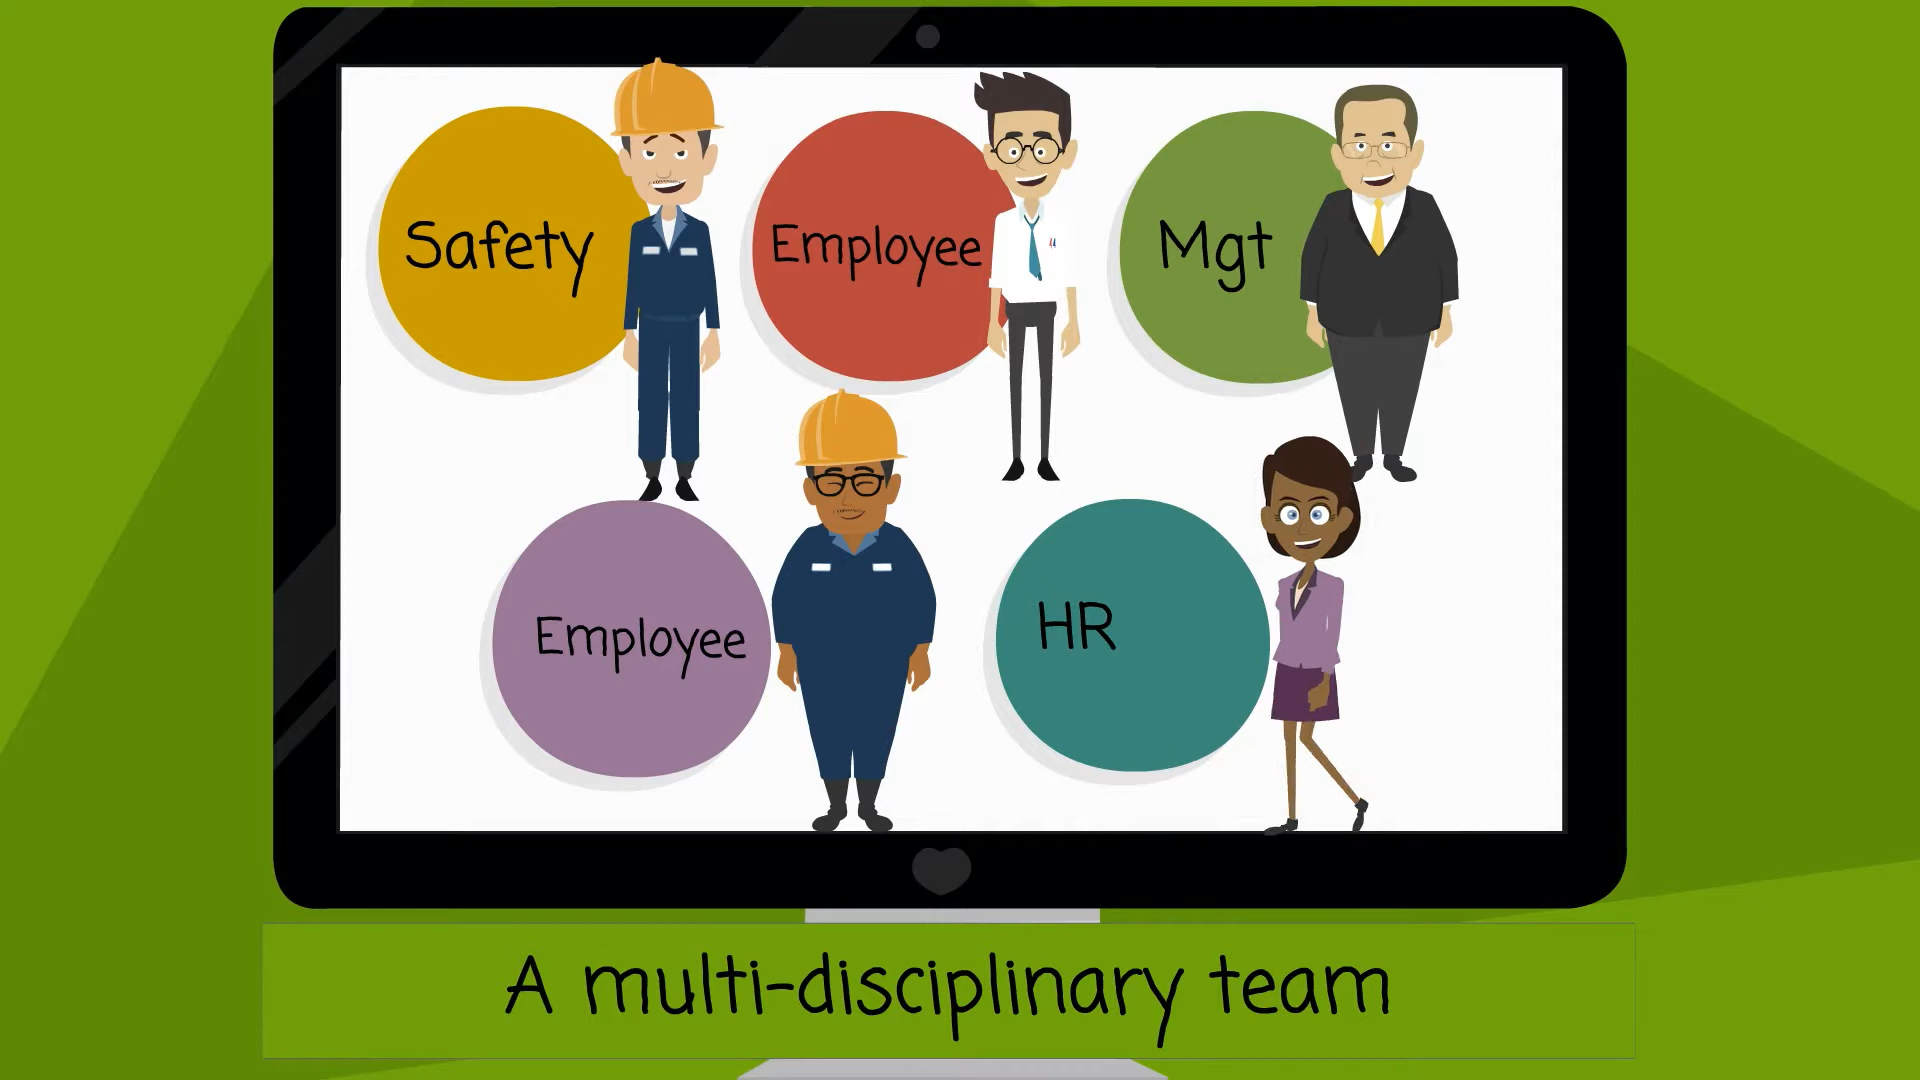 Safety
Employee
Mgt
Employee
HR
A multi-disciplinary team